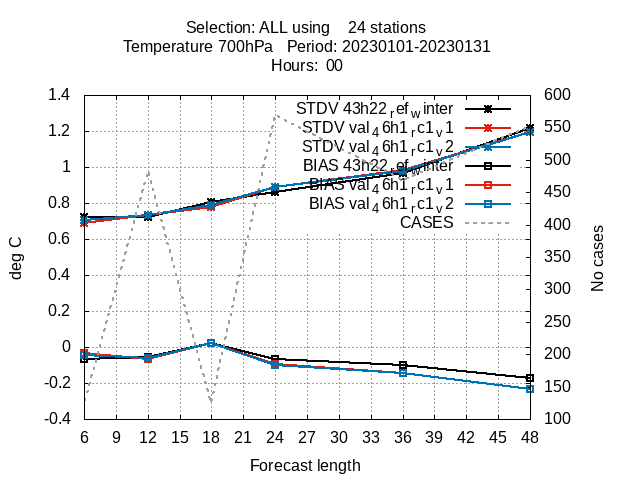 Selection: ALL using    24 stations
Temperature 700hPa   Period: 20230101-20230131
Hours:  00
STDV 43h22_ref_winter
STDV val_46h1_rc1_v1
STDV val_46h1_rc1_v2
BIAS 43h22_ref_winter
BIAS val_46h1_rc1_v1
BIAS val_46h1_rc1_v2
CASES
1.4
1.2
1
0.8
0.6
0.4
0.2
0
-0.2
-0.4
deg C
600
550
500
450
400
350
300
250
200
150
100
No cases
6 9 12 15 18 21 24 27 30 33 36 39 42 45 48
Forecast length